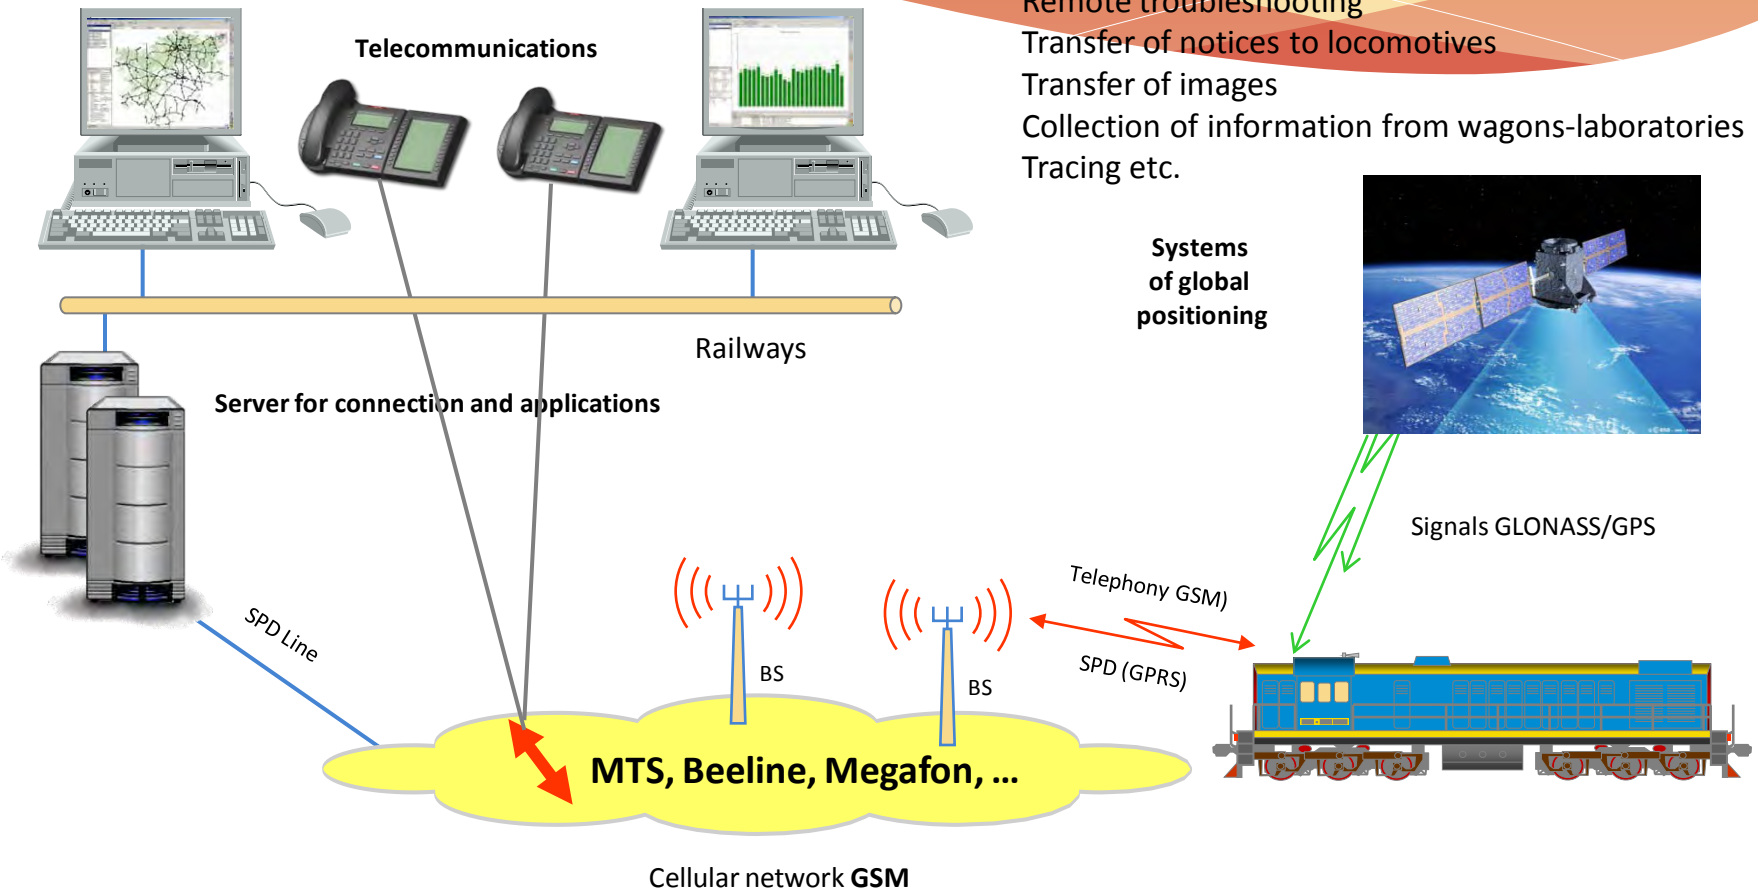 Remote troubleshooting
Telecommunications
Transfer of notices to locomotives
Transfer of images
Collection of information from wagons-laboratories
Tracing etc.
Systems
of global
positioning
Railways
Server for connection and applications
Signals GLONASS/GPS
Telephony GSM)
SPD Line
SPD (GPRS)
BS
BS
MTS, Beeline, Megafon, ...
Cellular network GSM